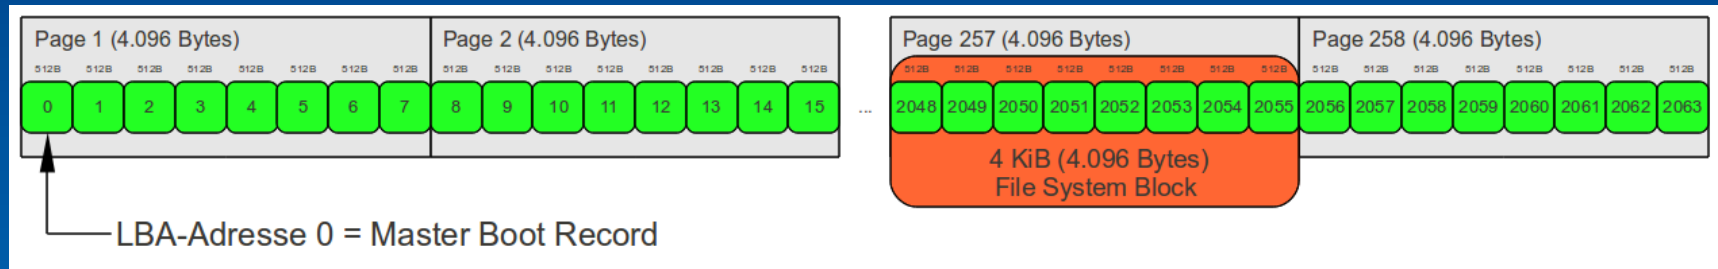 Page 1 (4.096 Bytes) Page 2 (4.096 Bytes) Page 257 (4.096 Bytes) Page 258 (4.096 Bytes)
512B 512B 512B 512B 512B 512B 512B 512B 512B 512B 512B 512B 512B 512B 512B 512B 512B 512B 512B 512B 512B 512B 512B 512B 512B 512B 512B 512B 512B 512B 512B 512B
0 1 2 3 4 5 6 7 8 9 10 11 12 13 14 15 ... 2048 2049 2050 2051 2052 2053 2054 2055 2056 2057 2058 2059 2060 2061 2062 2063
4 KiB (4.096 Bytes)
File System Block
LBA-Adresse 0 = Master Boot Record